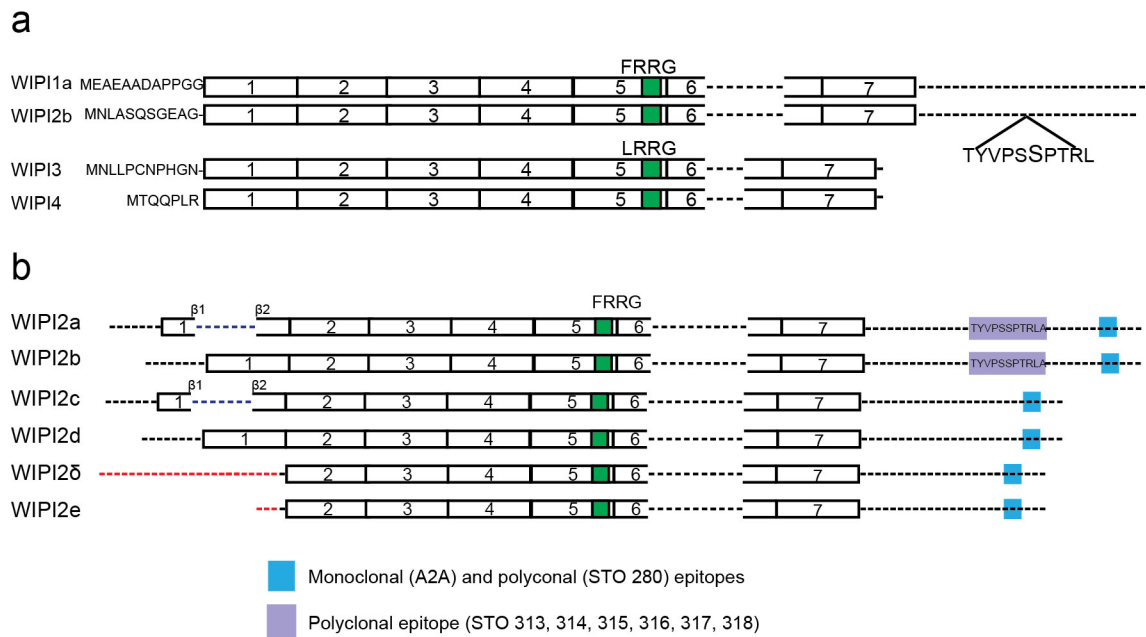 a
FRRG
WIPI1a MEAEAADAPPGG 1 2 3 4 5 6 7
WIPI2b MNLASQSGEAG- 1 2 3 4 5 6 7
TYVPSSSPTRL
LRRG
WIPI3 MNLLPCNPHGN- 1 2 3 4 5 6 7
WIPI4 MTQQPLR 1 2 3 4 5 6 7
b
β1 β2 FRRG
WIPI2a 1 2 3 4 5 6 7 TYVPSSPTRLA
WIPI2b 1 2 3 4 5 6 7 TYVPSSPTRLA
β1 β2
WIPI2c 1 2 3 4 5 6 7
WIPI2d 1 2 3 4 5 6 7
WIPI2δ 2 3 4 5 6 7
WIPI2e 2 3 4 5 6 7
Monoclonal (A2A) and polyconal (STO 280) epitopes
Polyclonal epitope (STO 313, 314, 315, 316, 317, 318)